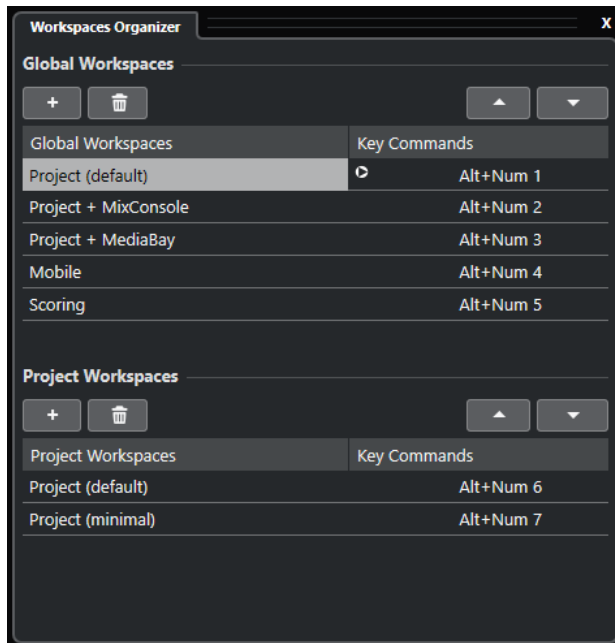 Workspaces Organizer X
Global Workspaces
+
Global Workspaces Key Commands
Project (default) Alt+Num 1
Project + MixConsole Alt+Num 2
Project + MediaBay Alt+Num 3
Mobile Alt+Num 4
Scoring Alt+Num 5
Project Workspaces
+
Project Workspaces Key Commands
Project (default) Alt+Num 6
Project (minimal) Alt+Num 7